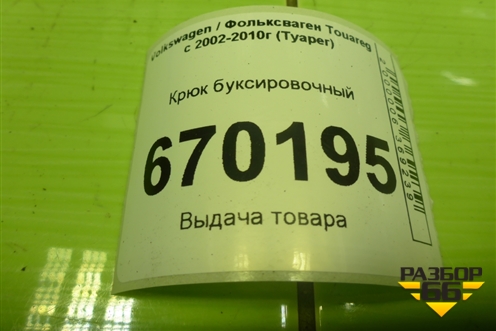 Volkswagen / Фольксваген Touareg
с 2002-2010г (Туарег)
Крюк буксировочный
670195
Выдача товара
РАЗБОР
66